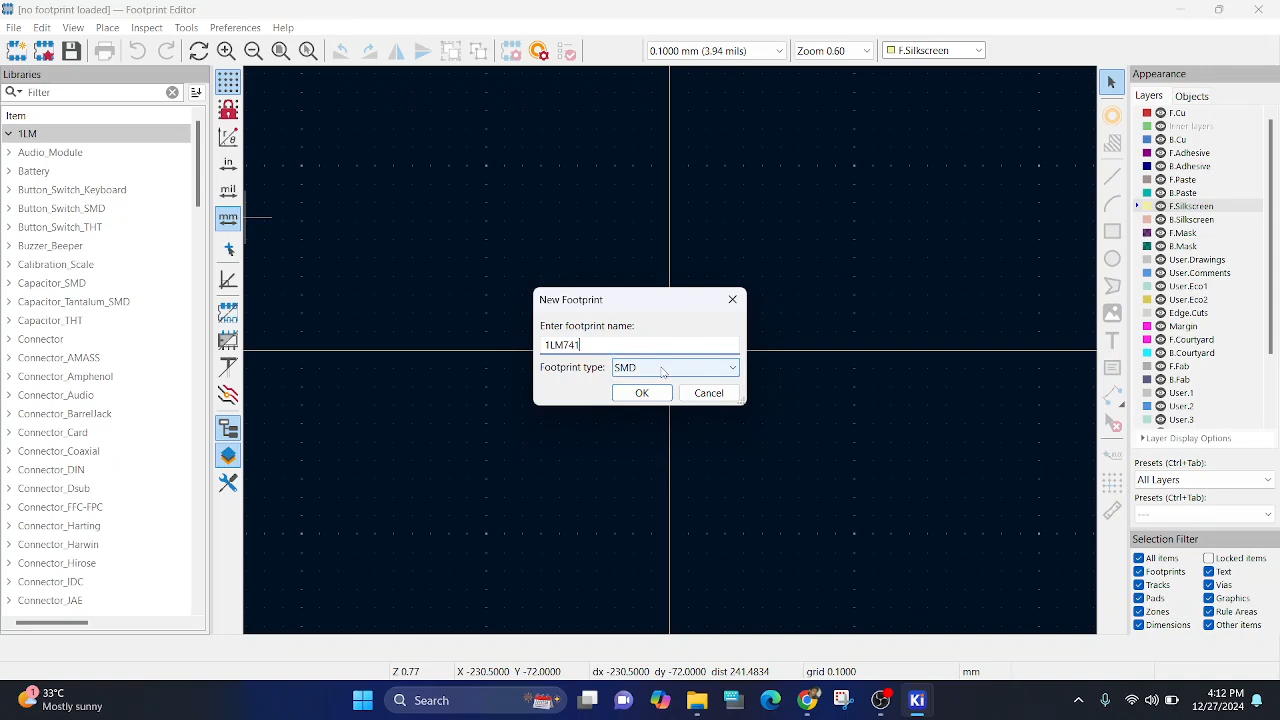 [no footprint loaded] — Footprint Editor
File Edit View Place Inspect Tools Preferences Help
0.1000 mm (3.94 mils) Zoom 0.60 F.Silkscreen
Libraries
Filter
Item
1LM
Audio_Module
Battery
Button_Switch_Keyboard
Button_Switch_SMD
Button_Switch_THT
Buzzer_Beeper
Calibration_Scale
Capacitor_SMD
Capacitor_Tantalum_SMD
Capacitor_THT
Connector
Connector_AMASS
Connector_Amphenol
Connector_Audio
Connector_BarrelJack
Connector_Card
Connector_Coaxial
Connector_DIN
Connector_Dsub
Connector_FFC-FPC
Connector_Harting
Connector_Harwin
Connector_Hirose
Connector_IDC
Connector_JAE
in
mil
mm
New Footprint
Enter footprint name:
1LM741
Footprint type: SMD
OK Cancel
Appearance
Layers Objects
F.Cu
Inner layers
B.Cu
F.Adhesive
B.Adhesive
F.Paste
B.Paste
F.Silkscreen
B.Silkscreen
F.Mask
B.Mask
User.Drawings
User.Comments
User.Eco1
User.Eco2
Edge.Cuts
Margin
F.Courtyard
B.Courtyard
F.Fab
B.Fab
User.1
User.2
User.3
Layer Display Options
Presets (Ctrl+Tab):
All Layers
Presets (Ctrl+Tab):
---
Selection Filter
All items Locked items
Footprints Text
Tracks Vias
Pads Graphics
Zones Rule Areas
Dimensions Other items
Z 0.77 X -230.5000 Y -72.0000 dx -230.5000 dy -72.0000 dist 241.4834 grid 0.1000 mm
33°C
Mostly sunny
Search
4:12 PM
12/27/2024